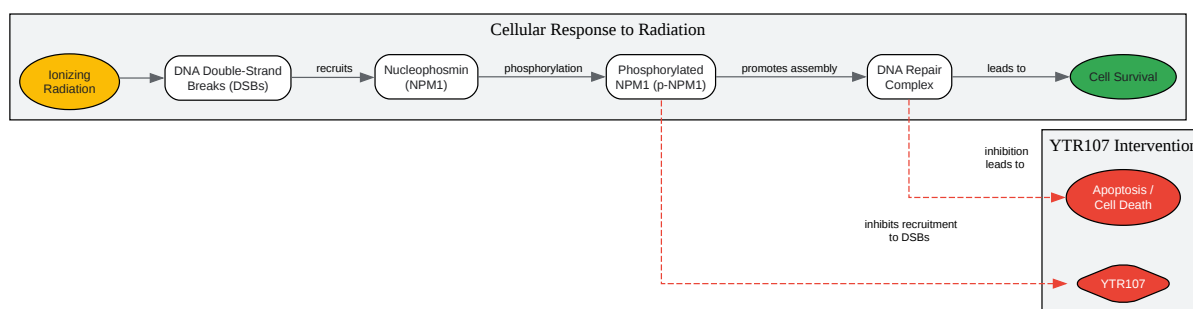 Cellular Response to Radiation
Ionizing
Radiation
DNA Double-Strand
Breaks (DSBs)
recruits
Nucleophosmin
(NPM1)
phosphorylation
Phosphorylated
NPM1 (p-NPM1)
promotes assembly
DNA Repair
Complex
leads to
Cell Survival
YTR107 Intervention
inhibition
leads to
Apoptosis /
Cell Death
inhibits recruitment
to DSBs
YTR107